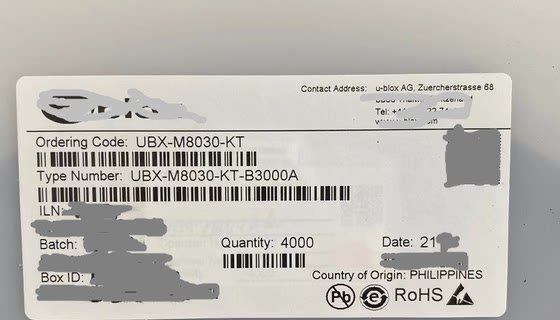 Contact Address: u-blox AG, Zuercherstrasse 68
Tel:
Ordering Code: UBX-M8030-KT
Type Number: UBX-M8030-KT-B3000A
ILN:
Batch: Quantity: 4000 Date: 21
Box ID: Country of Origin: PHILIPPINES
Pb e RoHS